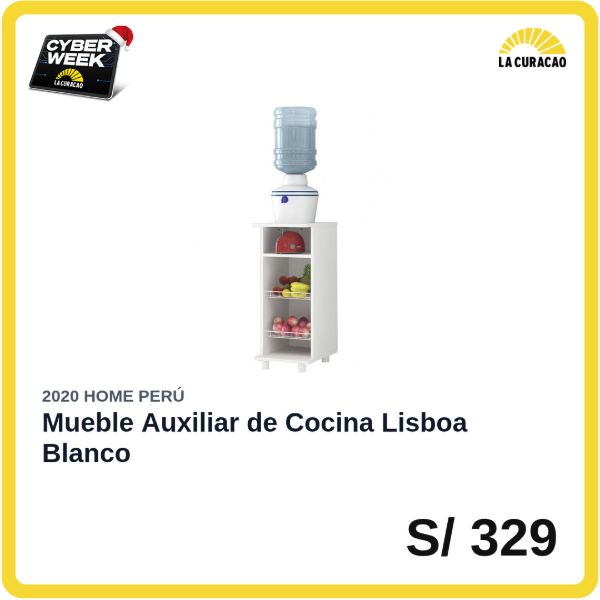 CYBER
WEEK
LA CURACAO
LA CURACAO
2020 HOME PERÚ
Mueble Auxiliar de Cocina Lisboa
Blanco
S/ 329